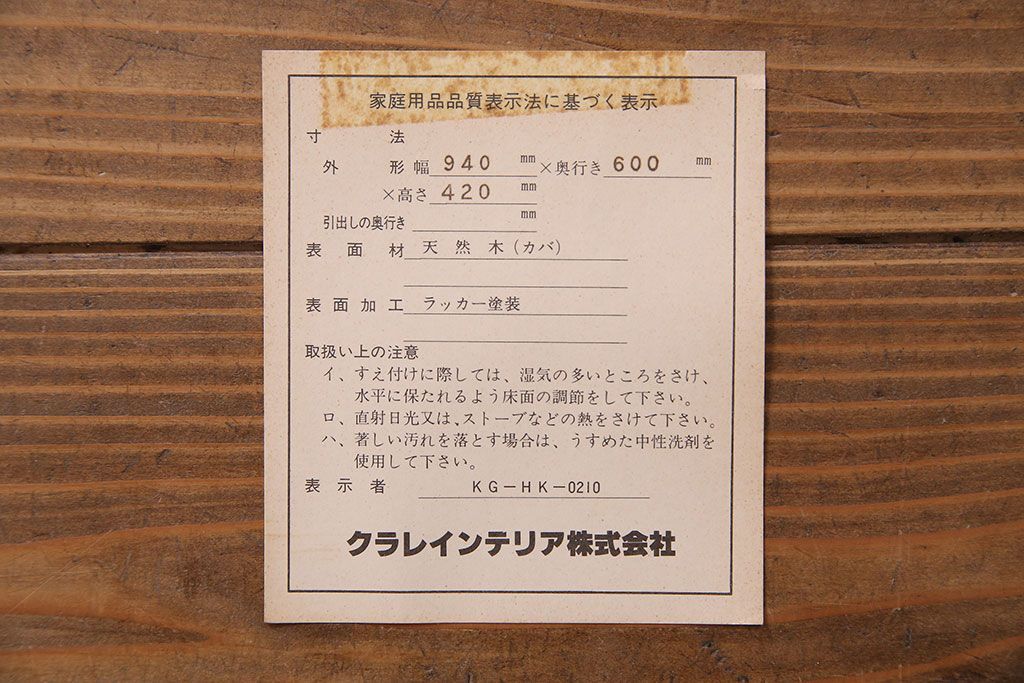 家庭用品品質表示法に基づく表示
寸法
外形 幅 940 mm ×奥行き 600 mm
×高さ 420 mm
引出しの奥行き mm
表面材 天然木(カバ)
表面加工 ラッカー塗装
取扱い上の注意
イ、すえ付けに際しては、湿気の多いところをさけ、
水平に保たれるよう床面の調節をして下さい。
ロ、直射日光又は、ストーブなどの熱をさけて下さい。
ハ、著しい汚れを落とす場合は、うすめた中性洗剤を
使用して下さい。
表示者 KG-HK-0210
クラレインテリア株式会社